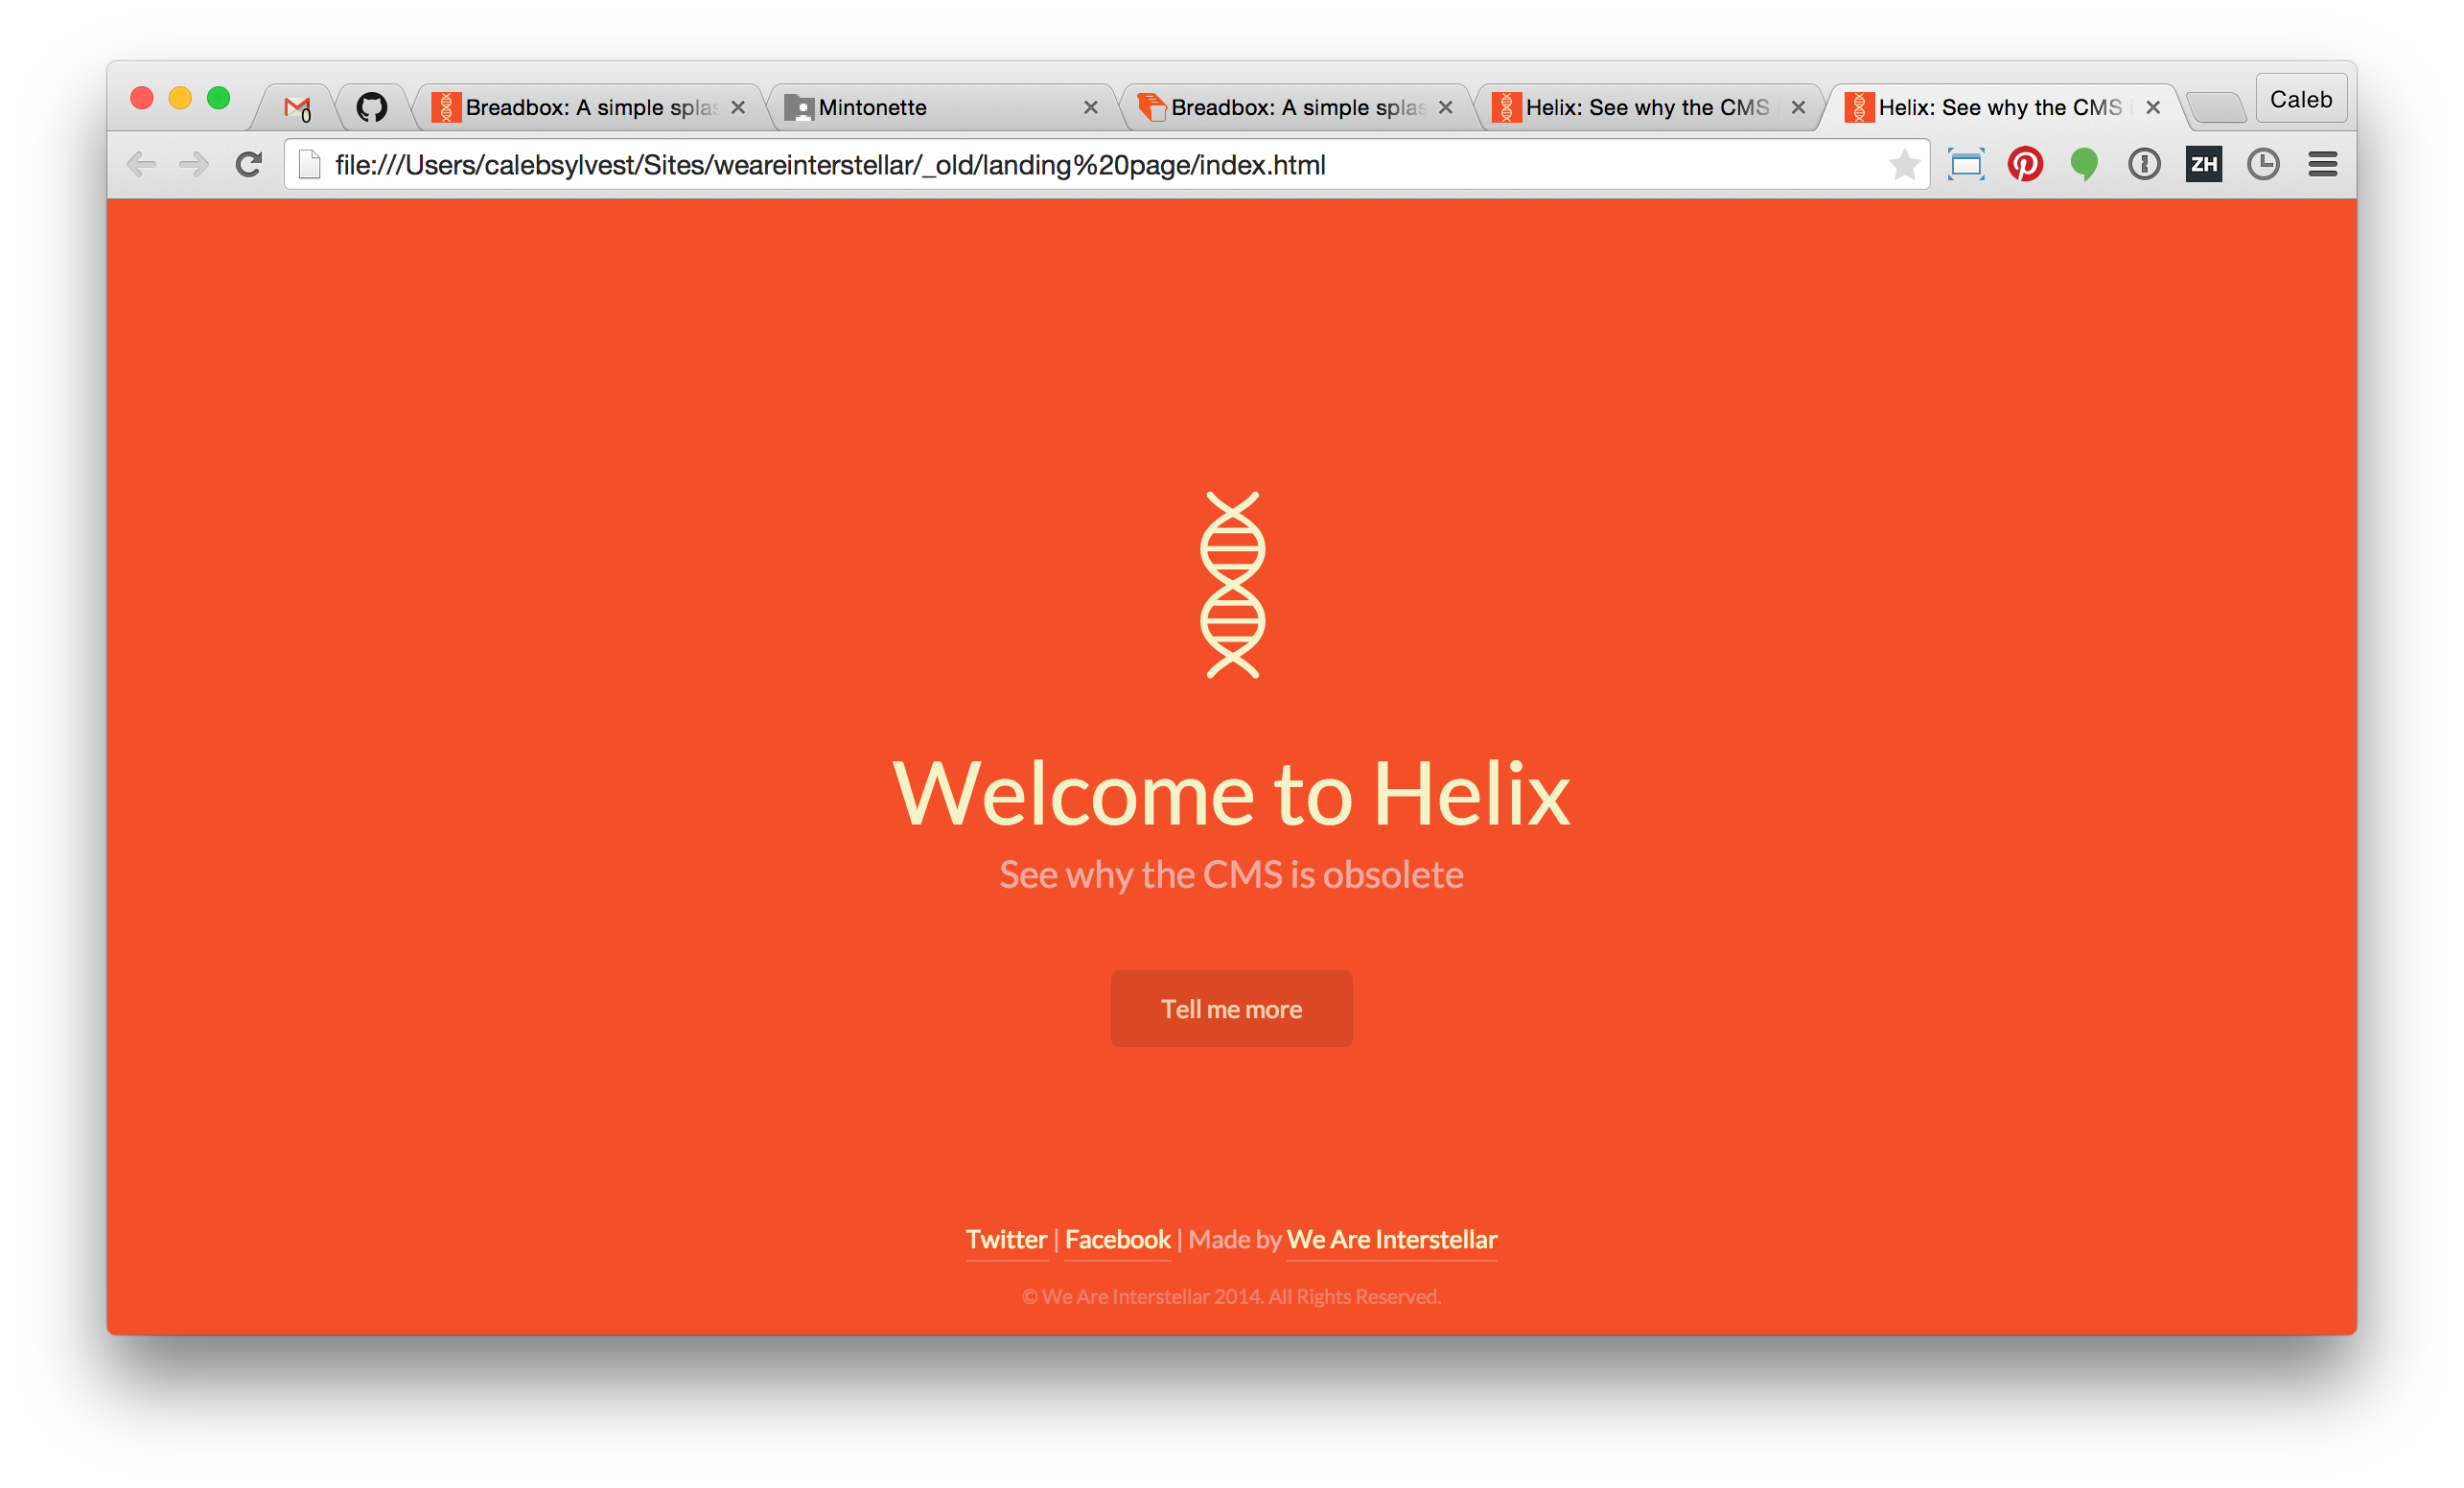 0
Breadbox: A simple splas
Mintonette
Breadbox: A simple splas
Helix: See why the CMS
Helix: See why the CMS i
Caleb
file:///Users/calebsylvest/Sites/weareinterstellar/_old/landing%20page/index.html
ZH
Welcome to Helix
See why the CMS is obsolete
Tell me more
Twitter | Facebook | Made by We Are Interstellar
© We Are Interstellar 2014. All Rights Reserved.